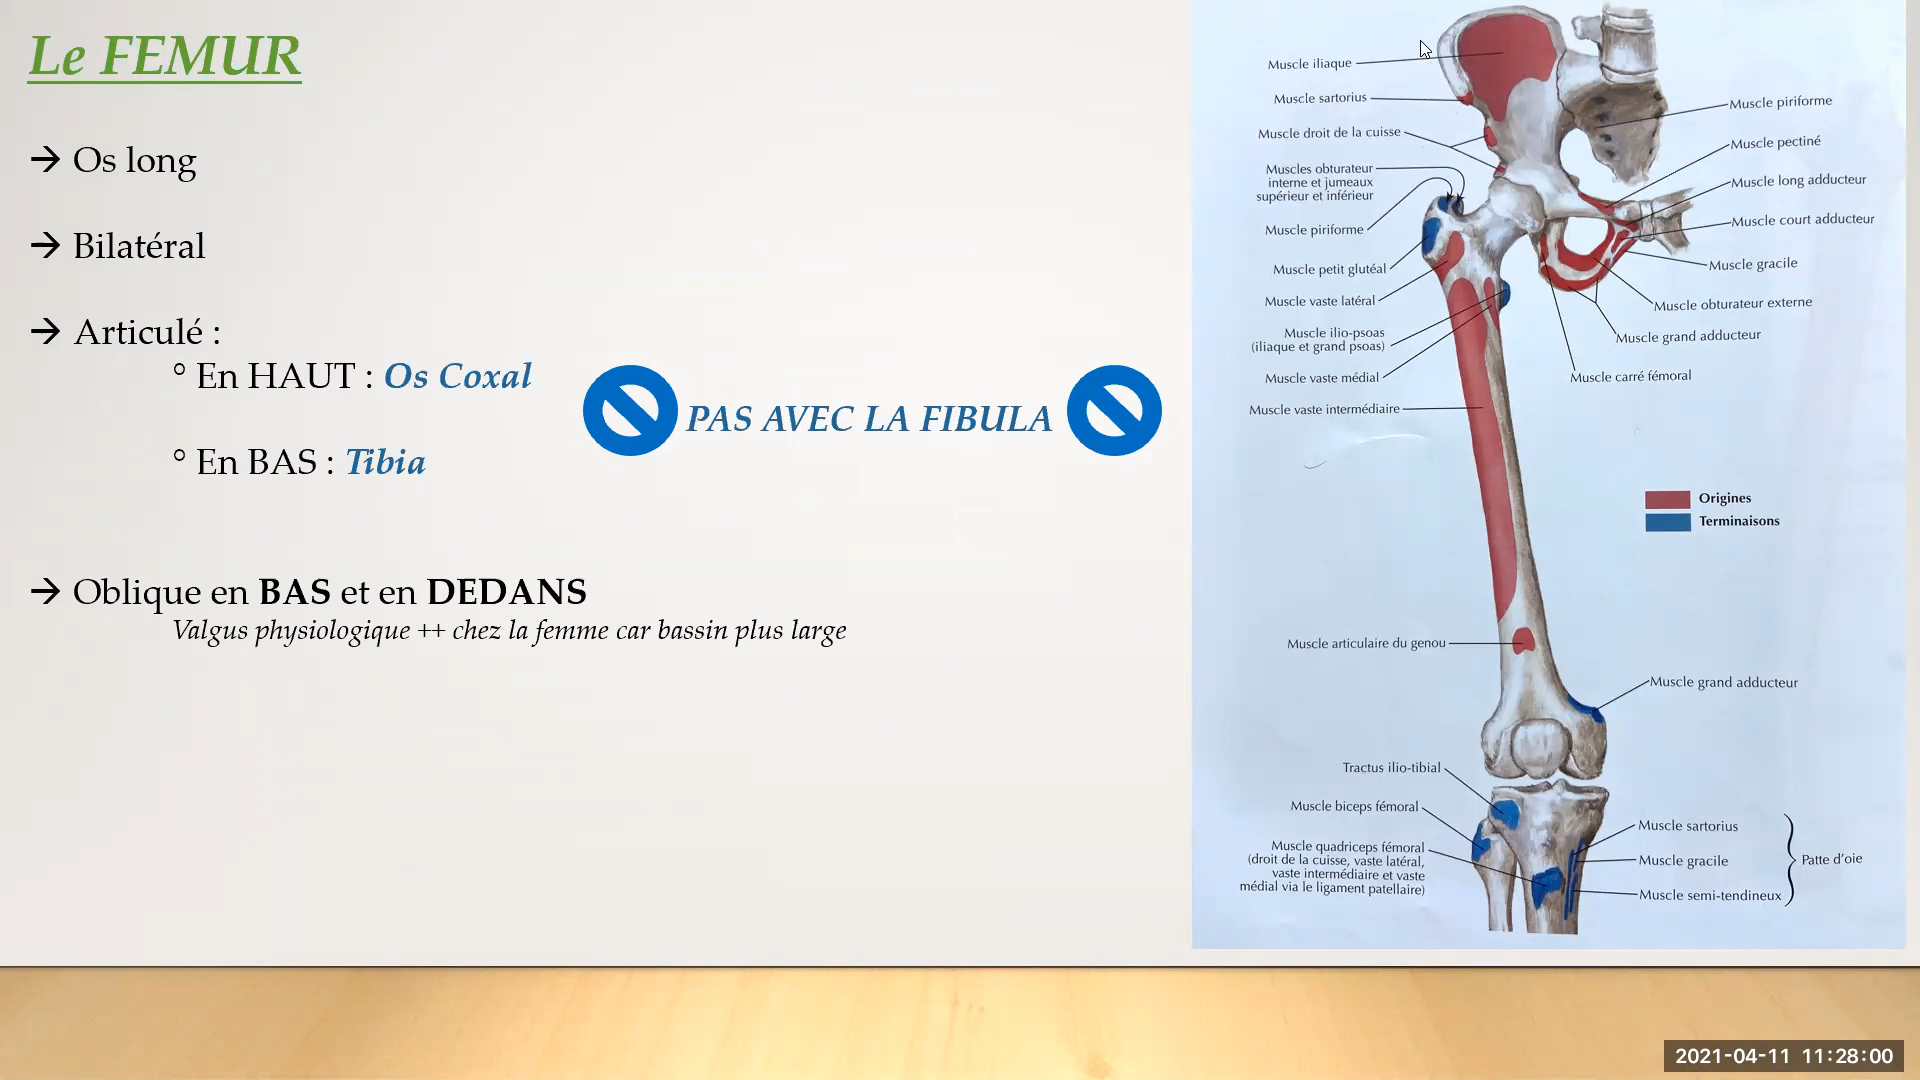 Le FEMUR
→ Os long
→ Bilatéral
→ Articulé :
° En HAUT : Os Coxal
PAS AVEC LA FIBULA
° En BAS : Tibia
→ Oblique en BAS et en DEDANS
Valgus physiologique ++ chez la femme car bassin plus large
Muscle iliaque
Muscle sartorius
Muscle droit de la cuisse
Muscles obturateur
interne et jumeaux
supérieur et inférieur
Muscle piriforme
Muscle petit glutéal
Muscle vaste latéral
Muscle ilio-psoas
(iliaque et grand psoas)
Muscle vaste médial
Muscle vaste intermédiaire
Muscle piriforme
Muscle pectiné
Muscle long adducteur
Muscle court adducteur
Muscle gracile
Muscle obturateur externe
Muscle grand adducteur
Muscle carré fémoral
Origines
Terminaisons
Muscle articulaire du genou
Muscle grand adducteur
Tractus ilio-tibial
Muscle biceps fémoral
Muscle quadriceps fémoral
(droit de la cuisse, vaste latéral,
vaste intermédiaire et vaste
médial via le ligament patellaire)
Muscle sartorius
Muscle gracile
Muscle semi-tendineux
Patte d'oie
2021-04-11 11:28:00